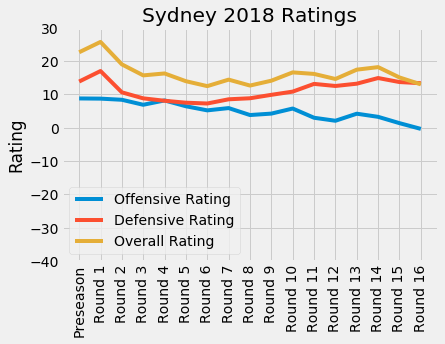 Sydney 2018 Ratings
Rating
30
20
10
0
−10
−20
−30
−40
Offensive Rating
Defensive Rating
Overall Rating
Preseason
Round 1
Round 2
Round 3
Round 4
Round 5
Round 6
Round 7
Round 8
Round 9
Round 10
Round 11
Round 12
Round 13
Round 14
Round 15
Round 16